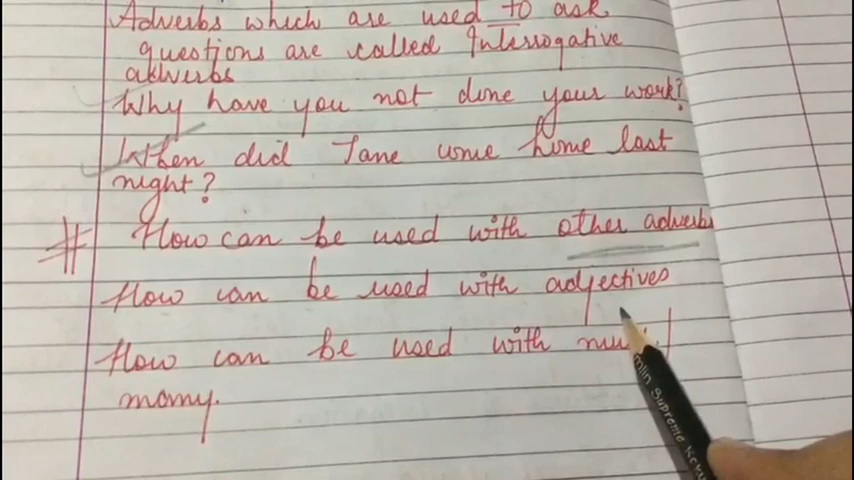 Adverbs which are used to ask
questions are called Interrogative
adverbs
Why have you not done your work?
When did Jane come home last
night?
# How can be used with other adverbs
How can be used with adjectives
How can be used with
many.
Supreme